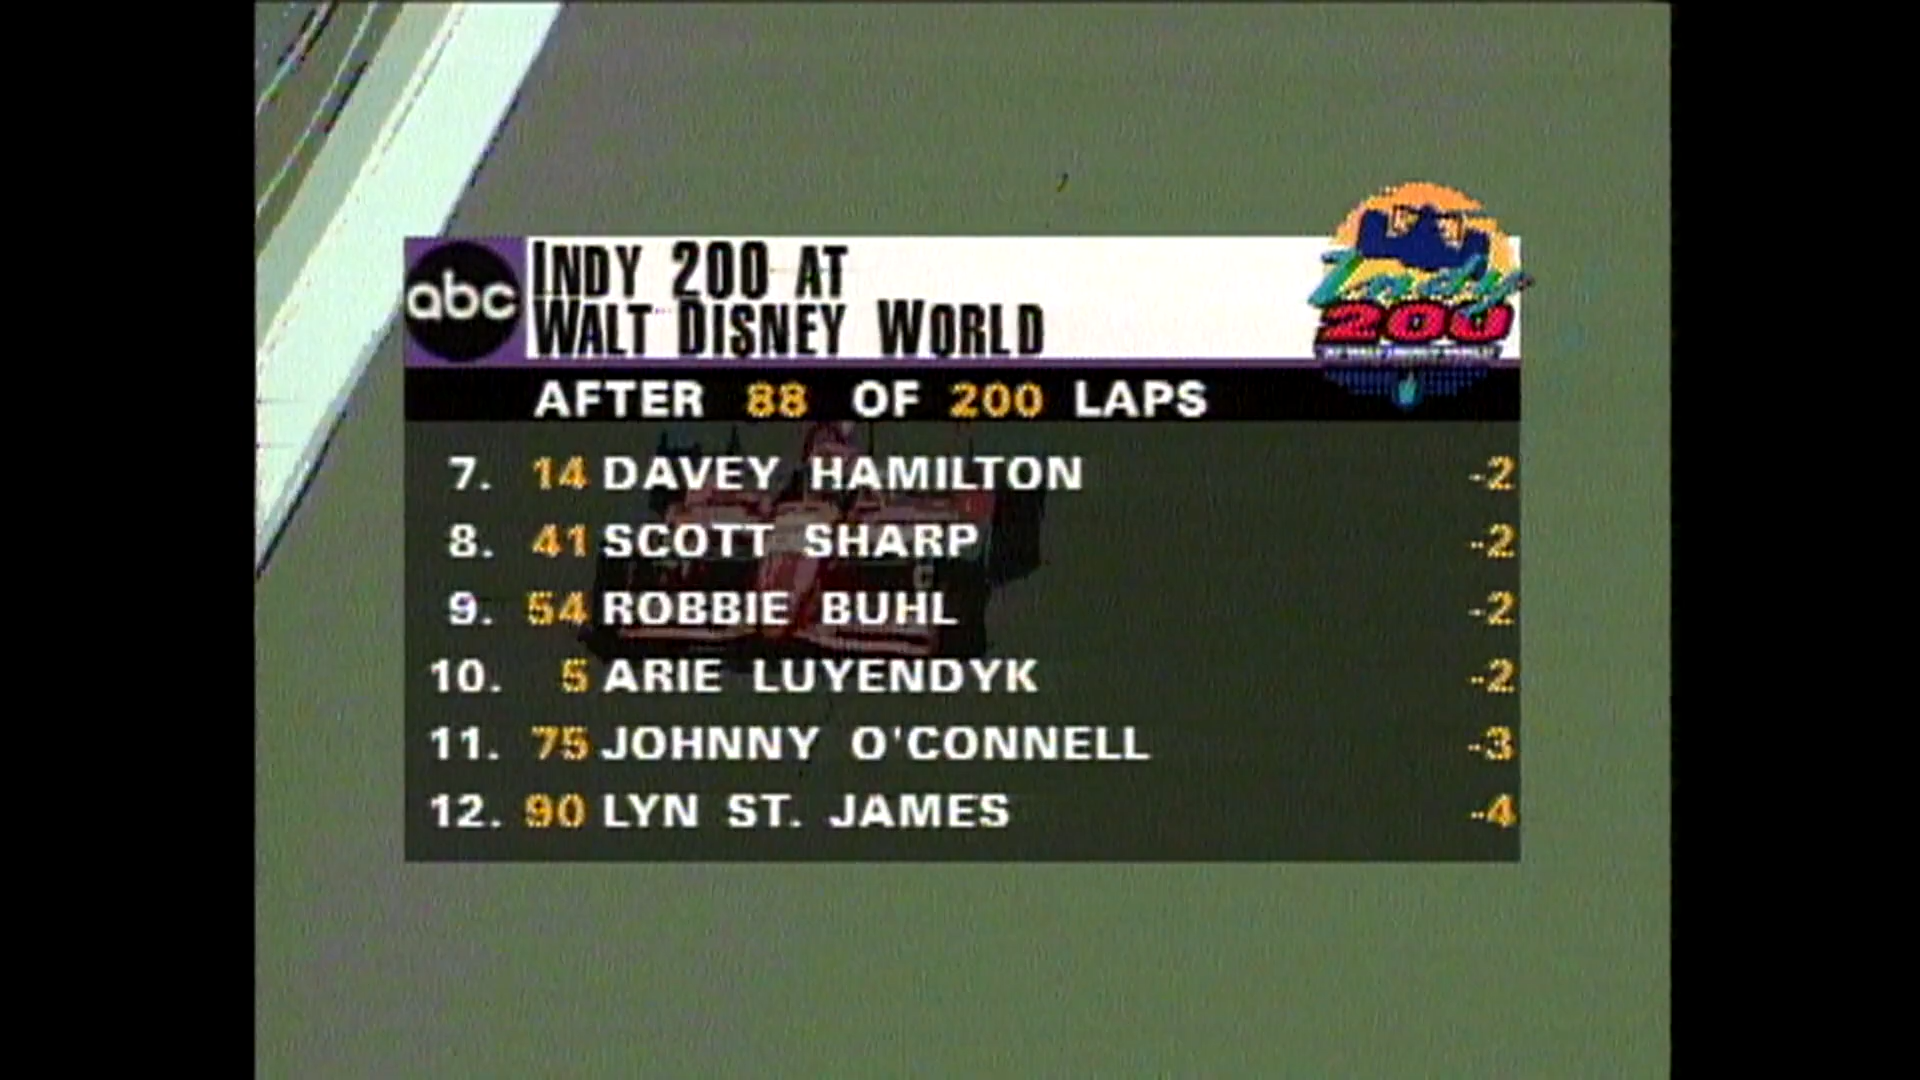 abc
INDY 200 AT
WALT DISNEY WORLD
Indy
200
AFTER 88 OF 200 LAPS
7. 14 DAVEY HAMILTON -2
8. 41 SCOTT SHARP -2
9. 54 ROBBIE BUHL -2
10. 5 ARIE LUYENDYK -2
11. 75 JOHNNY O'CONNELL -3
12. 90 LYN ST. JAMES -4